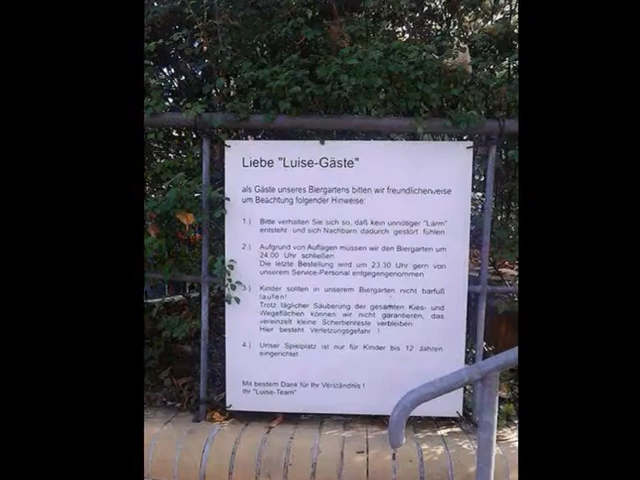 Liebe "Luise-Gäste"
als Gäste unseres Biergartens bitten wir freundlicherweise
um Beachtung folgender Hinweise:
1.) Bitte verhalten Sie sich so, daß kein unnötiger "Lärm"
entsteht und sich Nachbarn dadurch gestört fühlen.
2.) Aufgrund von Auflagen müssen wir den Biergarten um
24.00 Uhr schließen
Die letzte Bestellung wird um 23.30 Uhr gern von
unserem Service-Personal entgegengenommen
3.) Kinder sollten in unserem Biergarten nicht barfuß
laufen!
Trotz täglicher Säuberung der gesamten Kies- und
Wegeflächen können wir nicht garantieren, das
vereinzelt kleine Scherbenreste verbleiben.
Hier besteht Verletzungsgefahr !
4.) Unser Spielplatz ist nur für Kinder bis 12 Jahren
eingerichtet.
Mit bestem Dank für Ihr Verständnis !
Ihr "Luise-Team"